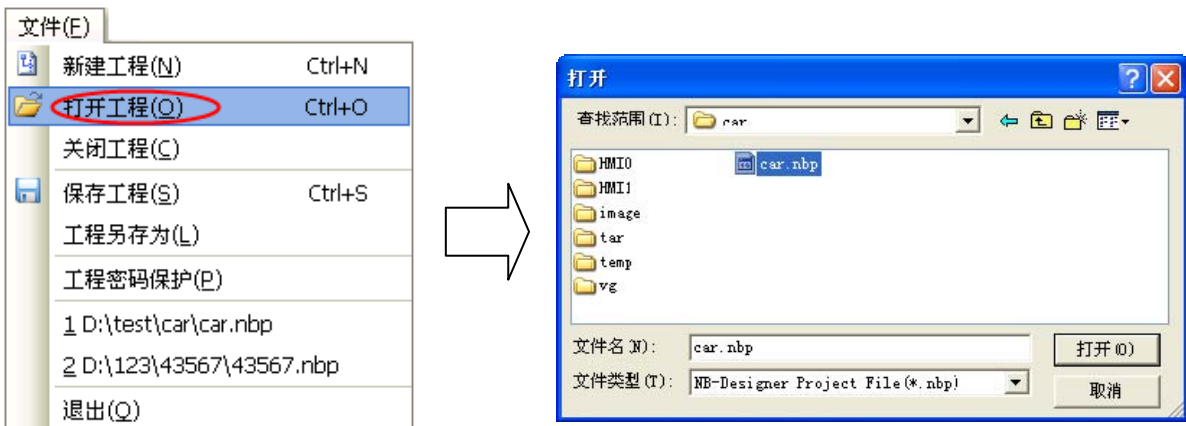 文件(F)
新建工程(N) Ctrl+N
打开工程(O) Ctrl+O
关闭工程(C)
保存工程(S) Ctrl+S
工程另存为(L)
工程密码保护(P)
1 D:\test\car\car.nbp
2 D:\123\43567\43567.nbp
退出(Q)
打开
查找范围(I): car
HMI0
HMI1
image
tar
temp
vg
car.nbp
文件名(N): car.nbp
打开(O)
文件类型(T): NB-Designer Project File(*.nbp)
取消